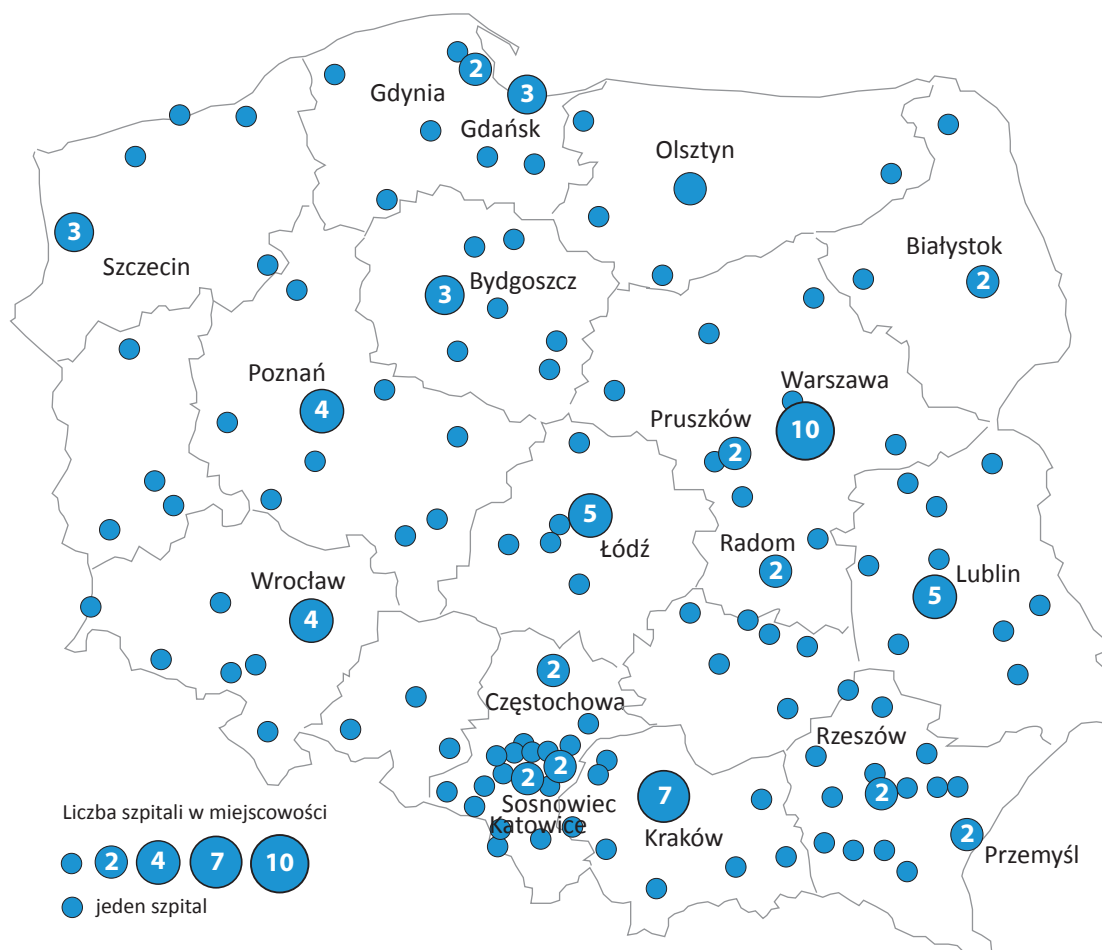 2
Gdynia
3
Gdańsk
Olsztyn
3
Szczecin
Białystok
2
Bydgoszcz
3
Poznań
4
Warszawa
10
Pruszków
2
5
Łódź
Radom
2
Wrocław
4
Lublin
5
2
Częstochowa
2
2
Sosnowiec
Katowice
7
Kraków
Rzeszów
2
2
Przemyśl
Liczba szpitali w miejscowości
2 4 7 10
jeden szpital